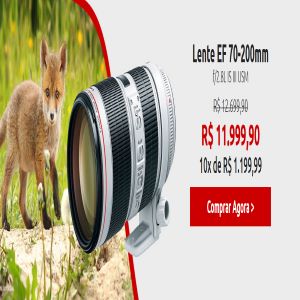 Lente EF 70-200mm
f/2.8L IS III USM
R$ 12.699,90
R$ 11.999,90
10x de R$ 1.199,99
Comprar Agora >